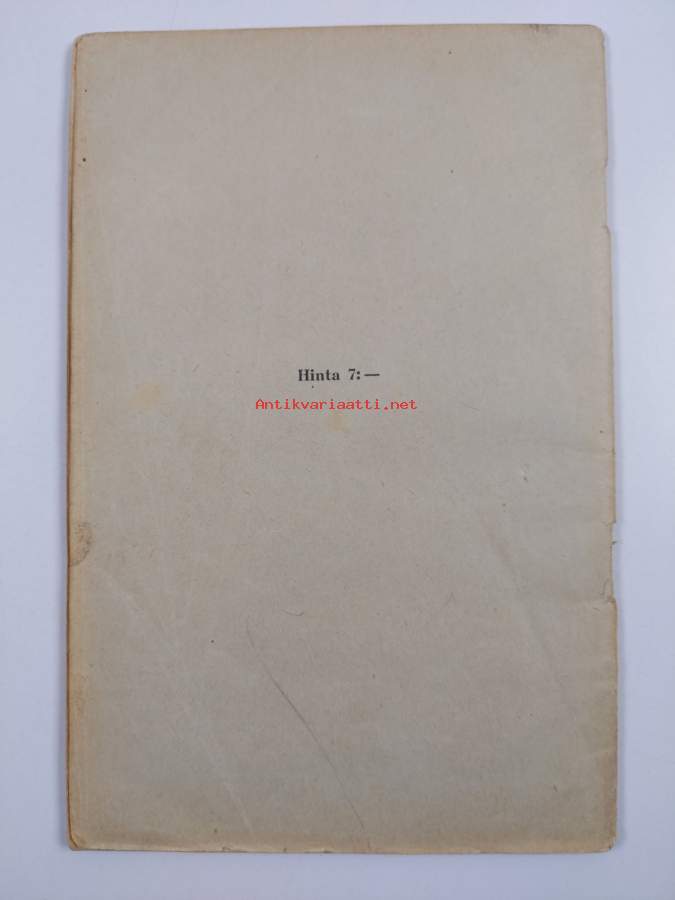 Hinta 7: —
Antikvariaatti.net